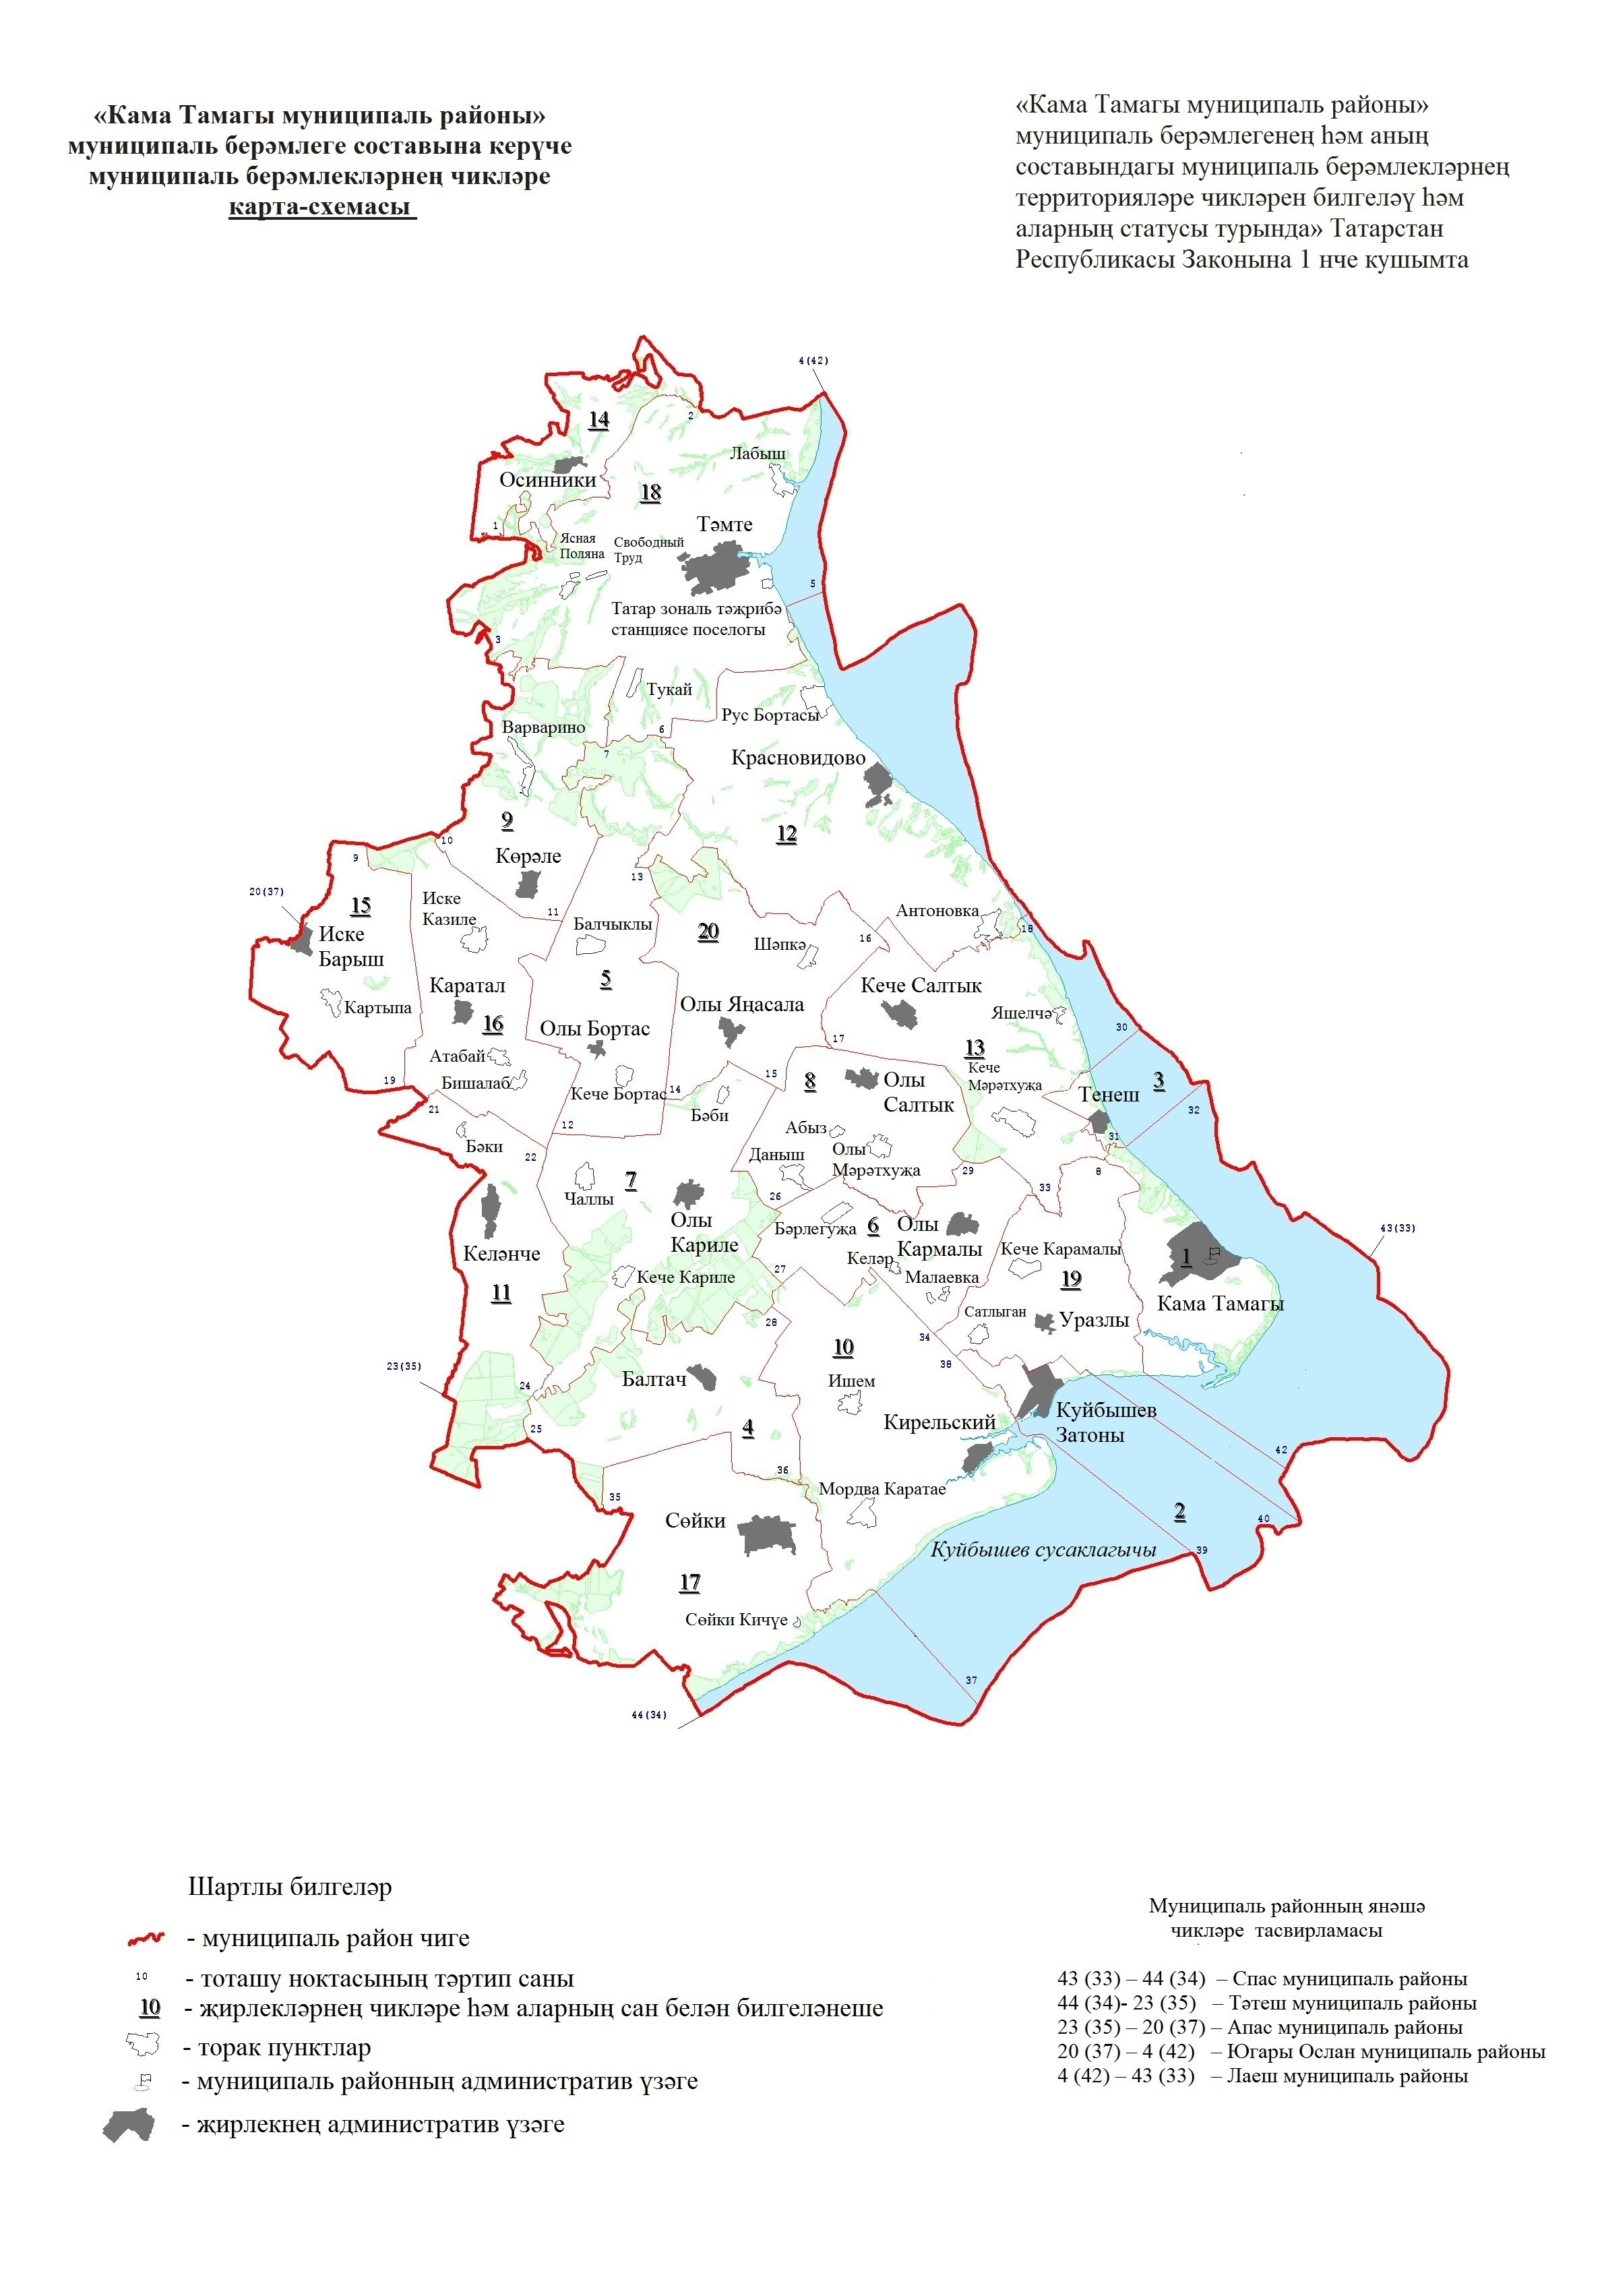 «Кама Тамагы муниципаль районы»
муниципаль берәмлеге составына керүче
муниципаль берәмлекләрнең чикләре
карта-схемасы
«Кама Тамагы муниципаль районы»
муниципаль берәмлегенең һәм аның
составындагы муниципаль берәмлекләрнең
территорияләре чикләрен билгеләү һәм
аларның статусы турында» Татарстан
Республикасы Законына 1 нче кушымта
4(42)
14
2
Лабыш
Осинники
18
Тәмте
1
Ясная
Поляна
Свободный
Труд
5
Татар зональ тәҗрибә
станциясе поселогы
3
Тукай
Рус Бортасы
Варварино
6
7
Красновидово
9
12
10
9
Көрәле
13
20(37)
15
Иске
Казиле
11
Антоновка
Балчыклы
20
18
Иске
Барыш
Шәпкә
16
5
Каратал
Кече Салтык
Картыпа
Олы Яңасала
Яшелчә
16
Олы Бортас
30
17
13
Атабай
Кече
Мәрәтхуҗа
19
Бишалаб
15
8
Олы
Салтык
3
Кече Бортас
14
Тенеш
21
Бәби
32
12
Абыз
31
Бәки
Даныш
Олы
Мәрәтхуҗа
22
29
8
7
Чаллы
26
33
Олы
Кариле
Бәрлегуҗа
6
Олы
Кармалы
43(33)
Келәнче
Кече Карамалы
1
Келәр
Кече Кариле
27
Малаевка
19
11
Кама Тамагы
Сатлыган
Уразлы
28
34
10
23(35)
38
Балтач
Ишем
24
Кирельский
Куйбышев
Затоны
25
4
42
36
Мордва Каратае
35
2
Сөйки
40
Куйбышев сусаклагычы
39
17
Сөйки Кичүе
37
44(34)
Шартлы билгеләр
- муниципаль район чиге
10 - тоташу ноктасының тәртип саны
10 - җирлекләрнең чикләре һәм аларның сан белән билгеләнеше
- торак пунктлар
- муниципаль районның административ үзәге
- җирлекнең административ үзәге
Муниципаль районның янәшә
чикләре тасвирламасы
43 (33) – 44 (34) – Спас муниципаль районы
44 (34)- 23 (35) – Тәтеш муниципаль районы
23 (35) – 20 (37) – Апас муниципаль районы
20 (37) – 4 (42) – Югары Ослан муниципаль районы
4 (42) – 43 (33) – Лаеш муниципаль районы